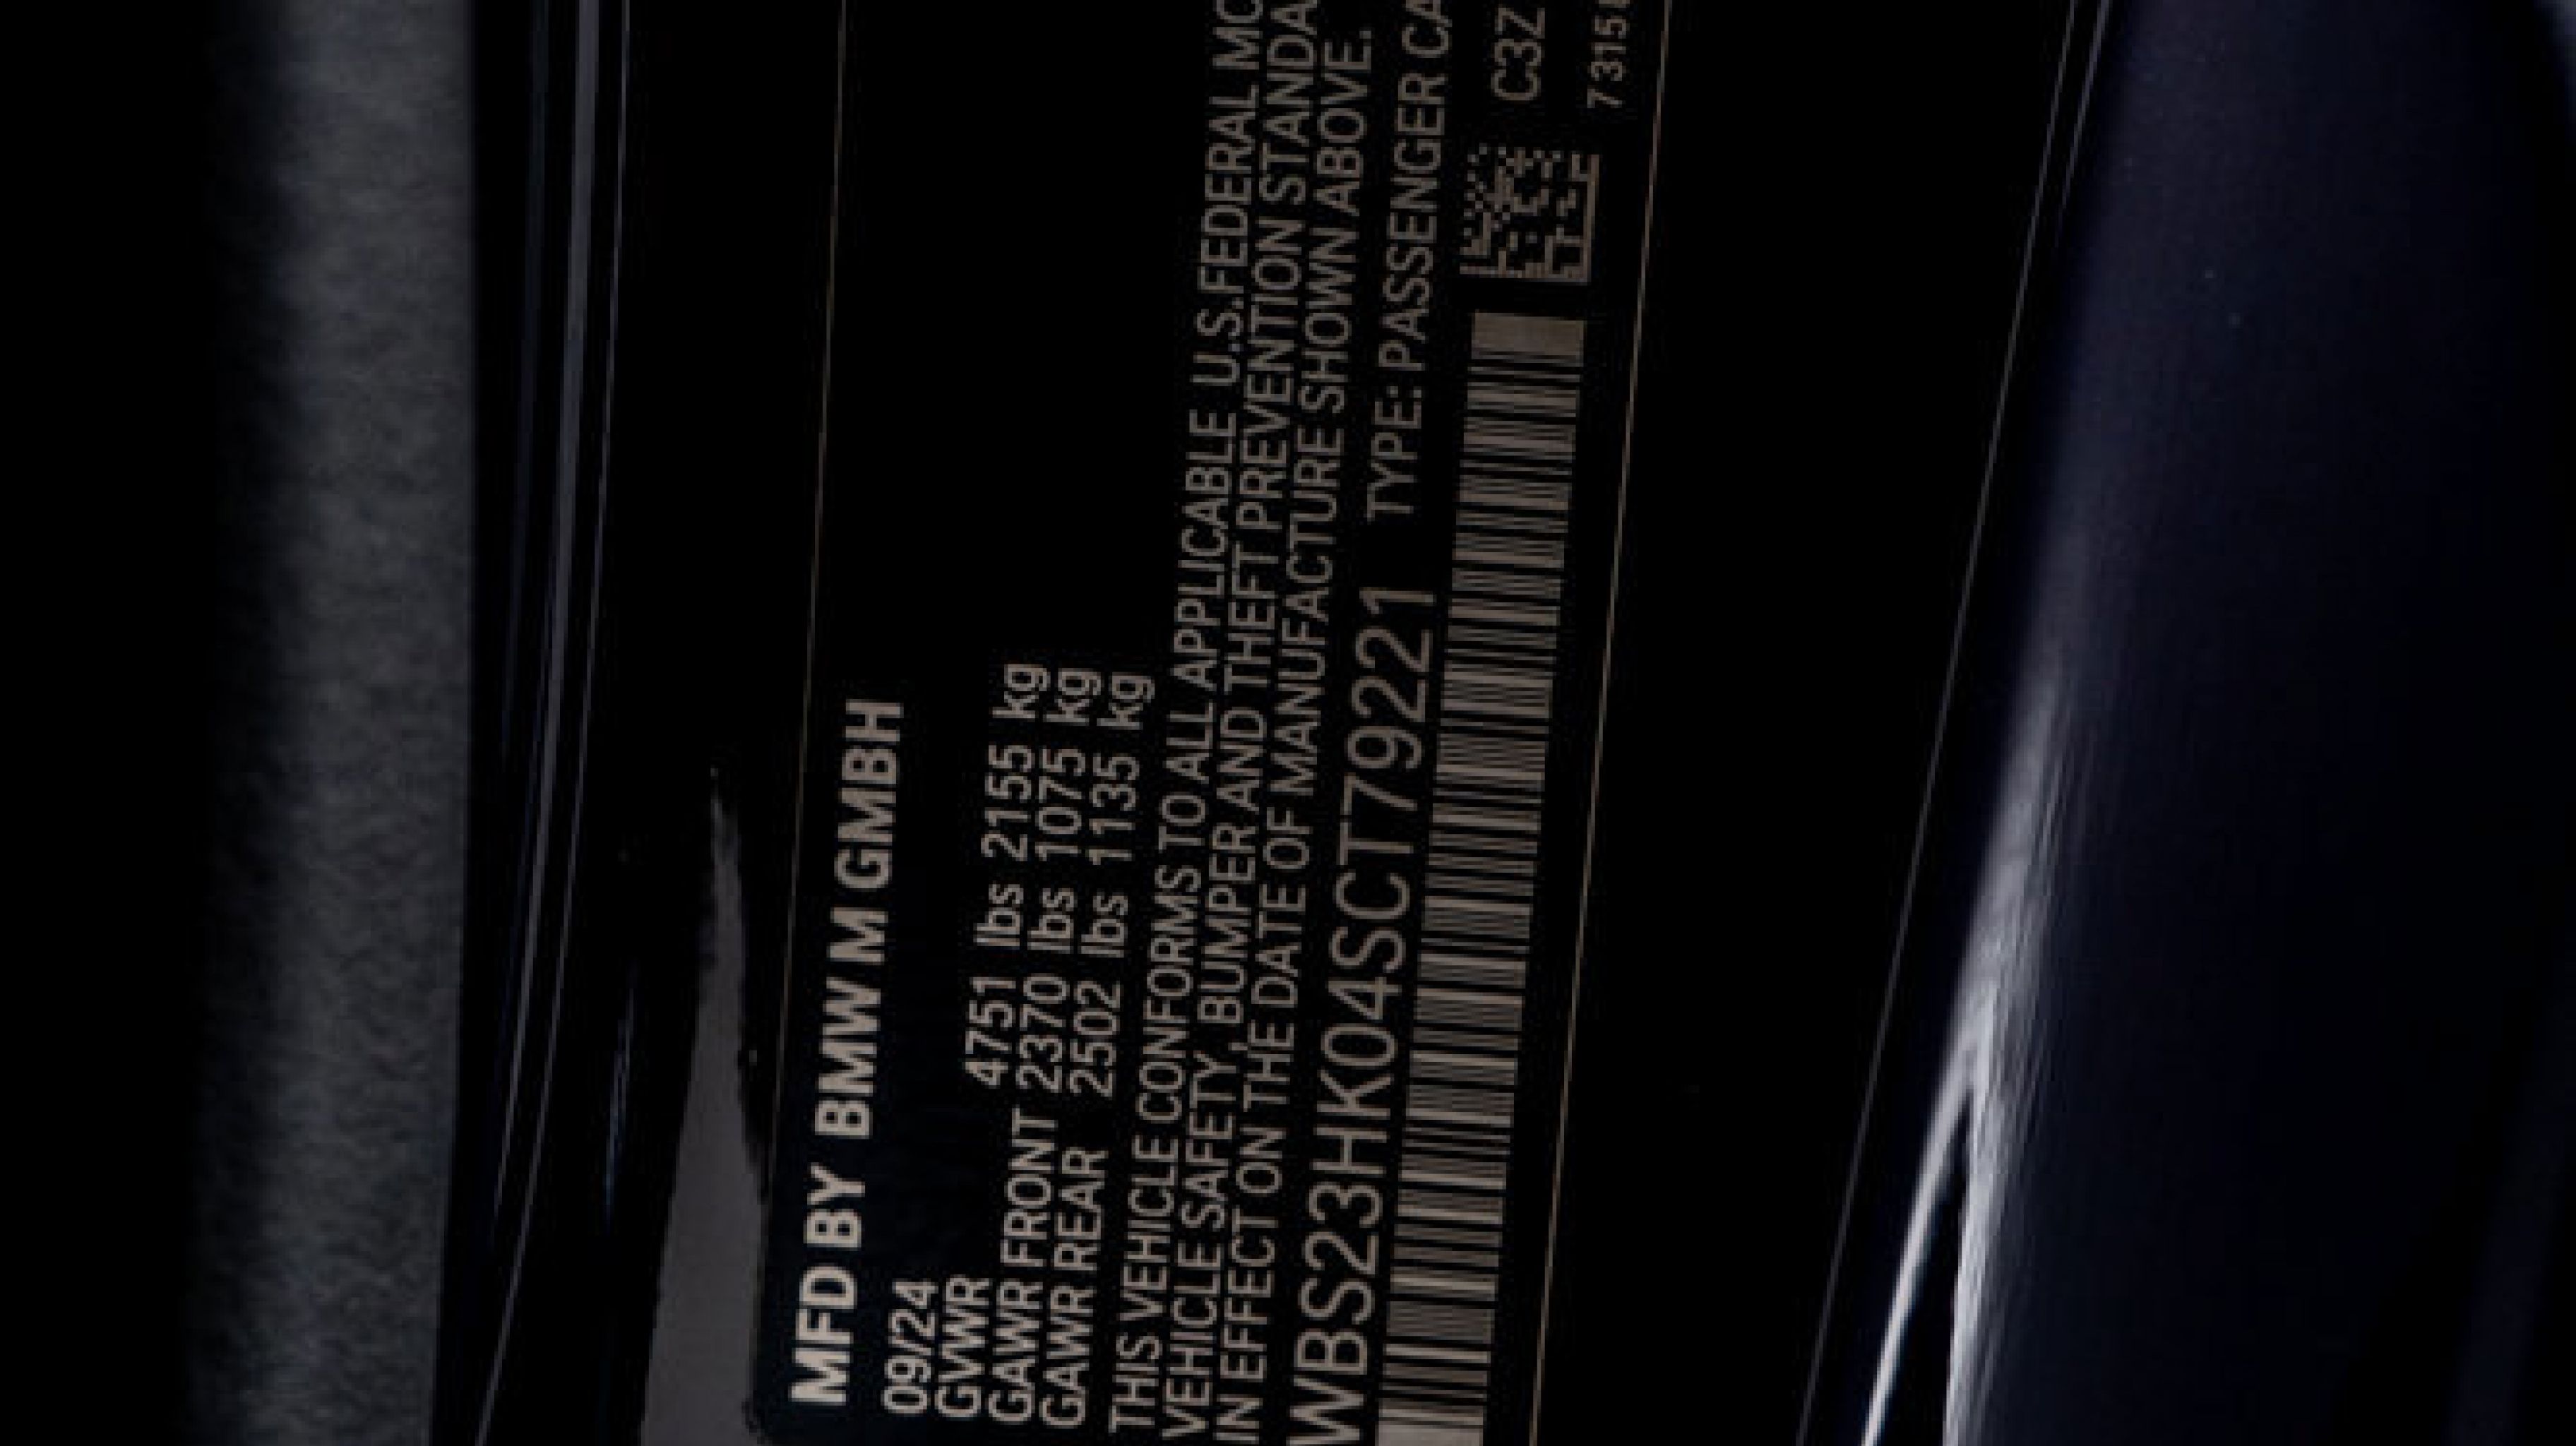 MFD BY BMW M GMBH
09/24
GVWR 4751 lbs 2155 kg
GAWR FRONT 2370 lbs 1075 kg
GAWR REAR 2502 lbs 1135 kg
THIS VEHICLE CONFORMS TO ALL APPLICABLE U.S.FEDERAL
VEHICLE SAFETY, BUMPER AND THEFT PREVENTION
IN EFFECT ON THE DATE OF MANUFACTURE SHOWN ABOVE.
WBS23HK04SCT79221 TYPE: PASSENGER
C3Z
7315